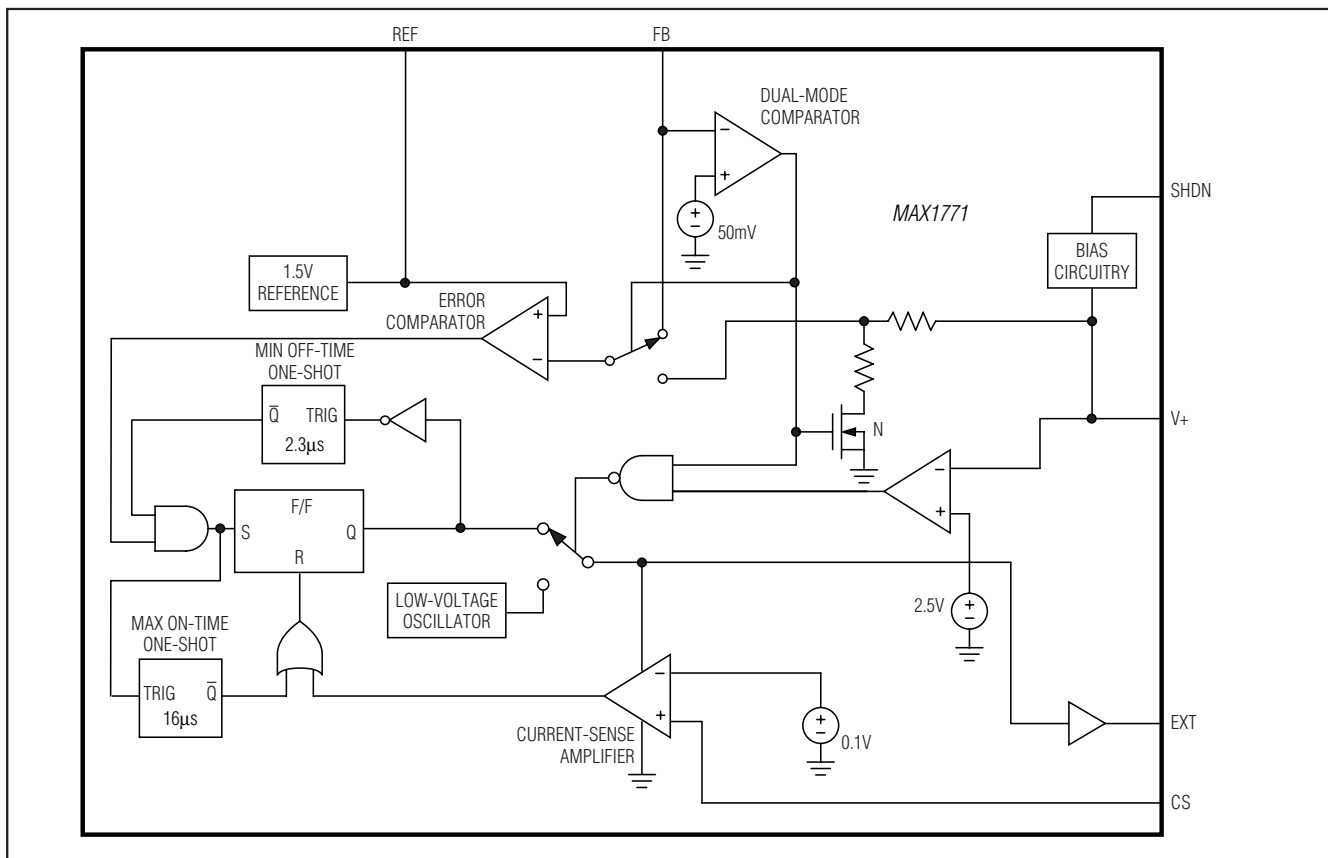 REF
FB
DUAL-MODE
COMPARATOR
−
+
+
−
50mV
MAX1771
SHDN
BIAS
CIRCUITRY
1.5V
REFERENCE
ERROR
COMPARATOR
+
−
MIN OFF-TIME
ONE-SHOT
Q̅ TRIG
2.3µs
N
V+
−
+
F/F
S Q
R
LOW-VOLTAGE
OSCILLATOR
2.5V
+
−
MAX ON-TIME
ONE-SHOT
TRIG Q̅
16µs
−
+
CURRENT-SENSE
AMPLIFIER
+
−
0.1V
EXT
CS